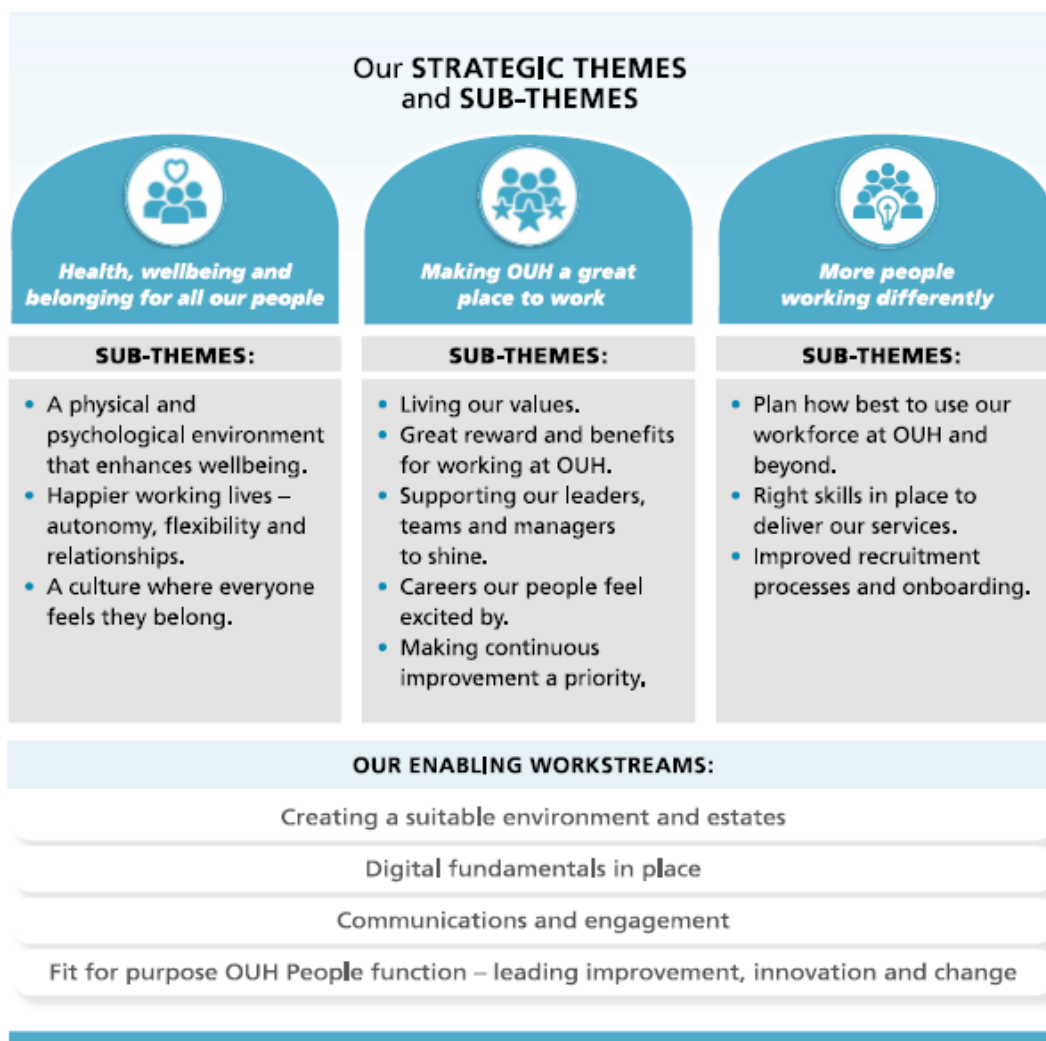 Our STRATEGIC THEMES
and SUB-THEMES
Health, wellbeing and
belonging for all our people
SUB-THEMES:
• A physical and
psychological environment
that enhances wellbeing.
• Happier working lives –
autonomy, flexibility and
relationships.
• A culture where everyone
feels they belong.
Making OUH a great
place to work
SUB-THEMES:
• Living our values.
• Great reward and benefits
for working at OUH.
• Supporting our leaders,
teams and managers
to shine.
• Careers our people feel
excited by.
• Making continuous
improvement a priority.
More people
working differently
SUB-THEMES:
• Plan how best to use our
workforce at OUH and
beyond.
• Right skills in place to
deliver our services.
• Improved recruitment
processes and onboarding.
OUR ENABLING WORKSTREAMS:
Creating a suitable environment and estates
Digital fundamentals in place
Communications and engagement
Fit for purpose OUH People function – leading improvement, innovation and change